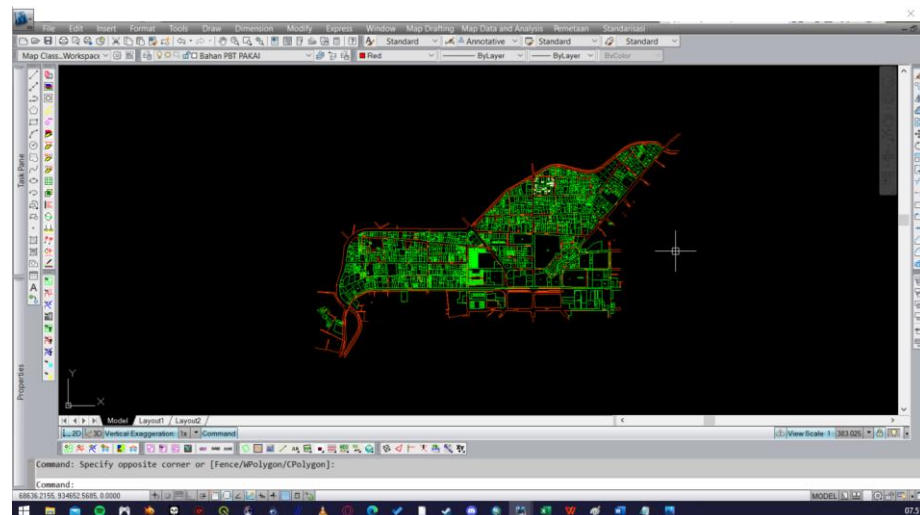 File Edit Insert Format Tools Draw Dimension Modify Express Window Map Drafting Map Data and Analysis Pemetaan Standarisasi
Standard Annotative Standard Standard
Map Class..Workspace Bahan PBT PAKAI Red ByLayer ByLayer ByColor
Task Pane
Properties
Y
X
Model Layout1 Layout2
2D 3D Vertical Exaggeration: 1x Command View Scale 1: 383.025
Command: Specify opposite corner or [Fence/WPolygon/CPolygon]:
Command:
68636.2155, 934652.5685, 0.0000 MODEL